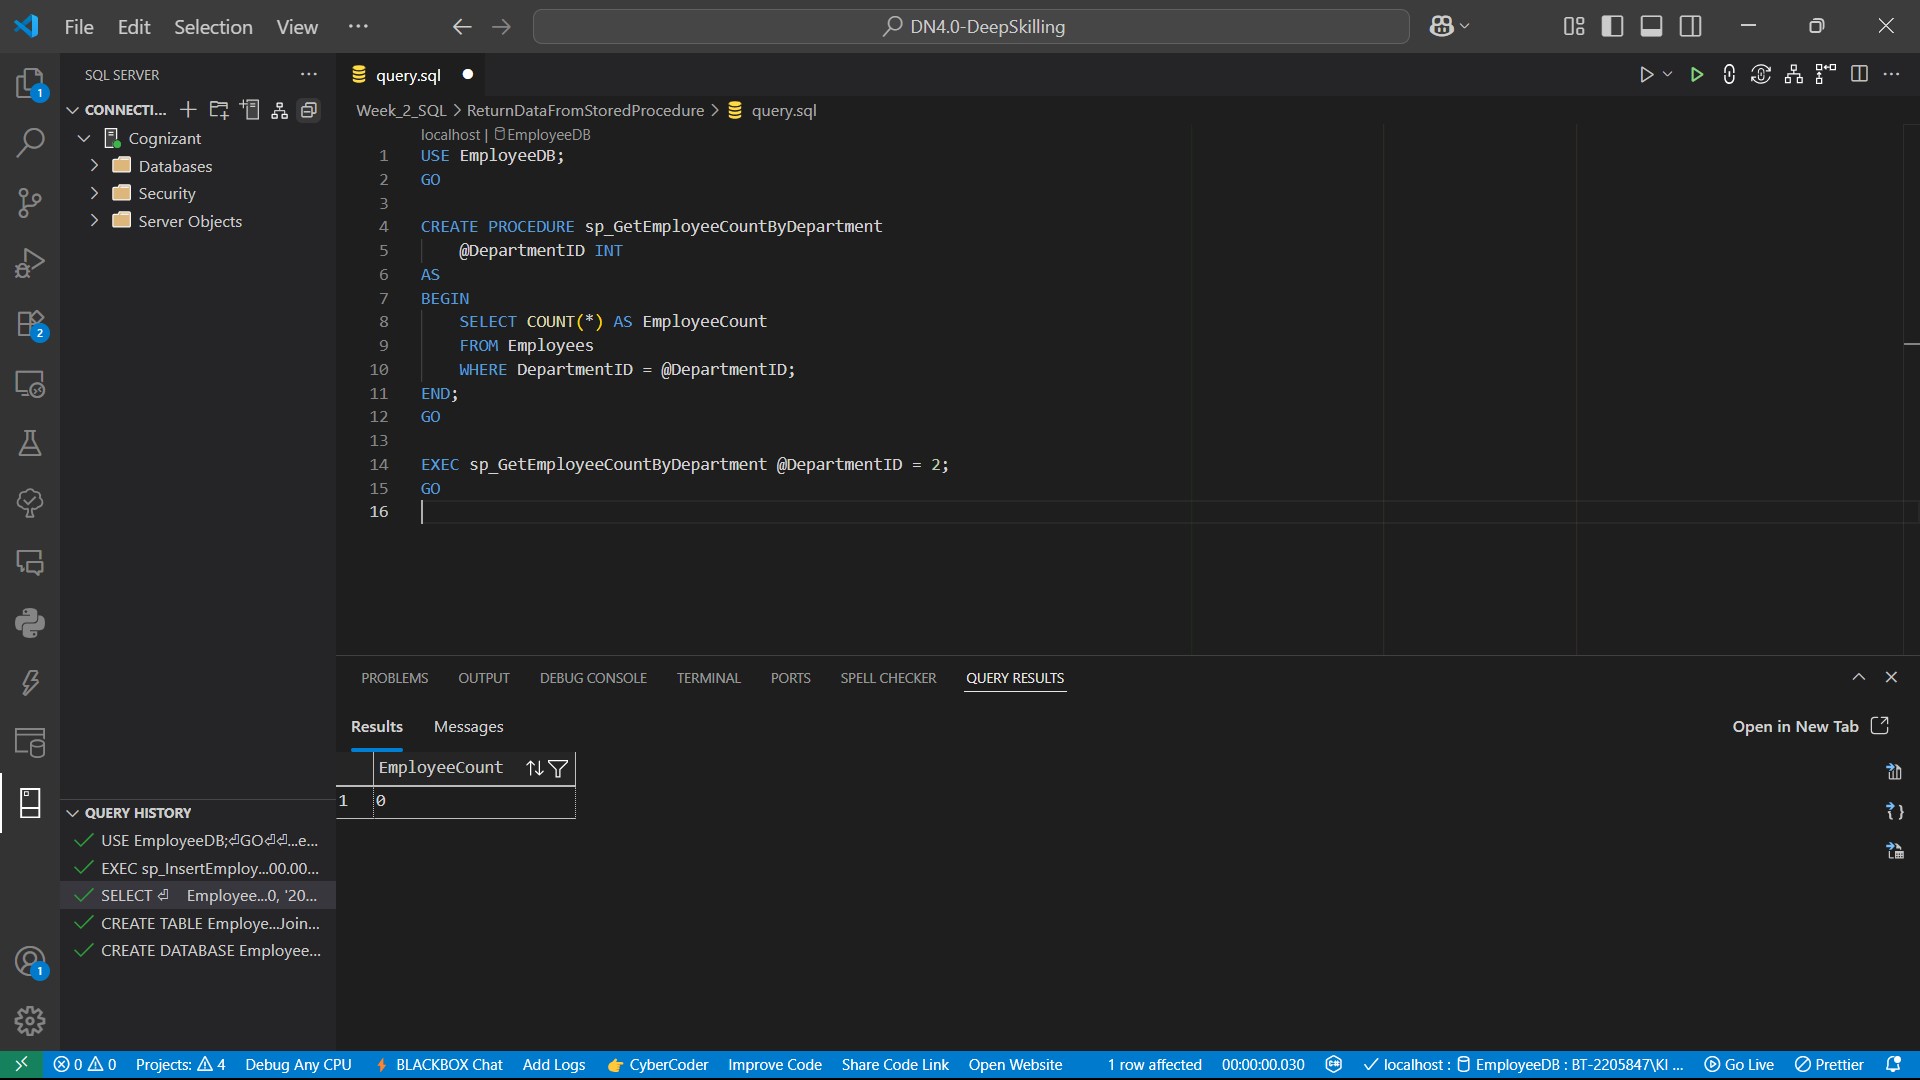 File Edit Selection View ··· DN4.0-DeepSkilling
SQL SERVER ···
CONNECTI...
Cognizant
Databases
Security
Server Objects
query.sql
Week_2_SQL > ReturnDataFromStoredProcedure > query.sql
localhost | EmployeeDB
1 USE EmployeeDB;
2 GO
3
4 CREATE PROCEDURE sp_GetEmployeeCountByDepartment
5 @DepartmentID INT
6 AS
7 BEGIN
8 SELECT COUNT(*) AS EmployeeCount
9 FROM Employees
10 WHERE DepartmentID = @DepartmentID;
11 END;
12 GO
13
14 EXEC sp_GetEmployeeCountByDepartment @DepartmentID = 2;
15 GO
16
PROBLEMS OUTPUT DEBUG CONSOLE TERMINAL PORTS SPELL CHECKER QUERY RESULTS
Results Messages Open in New Tab
EmployeeCount
1 0
QUERY HISTORY
USE EmployeeDB;⏎GO⏎⏎...e...
EXEC sp_InsertEmploy...00.00...
SELECT ⏎ Employee...0, '20...
CREATE TABLE Employe...Join...
CREATE DATABASE Employee...
1
2
1
0 0 Projects: 4 Debug Any CPU BLACKBOX Chat Add Logs 👉 CyberCoder Improve Code Share Code Link Open Website 1 row affected 00:00:00.030 localhost : EmployeeDB : BT-2205847\KI ... Go Live Prettier